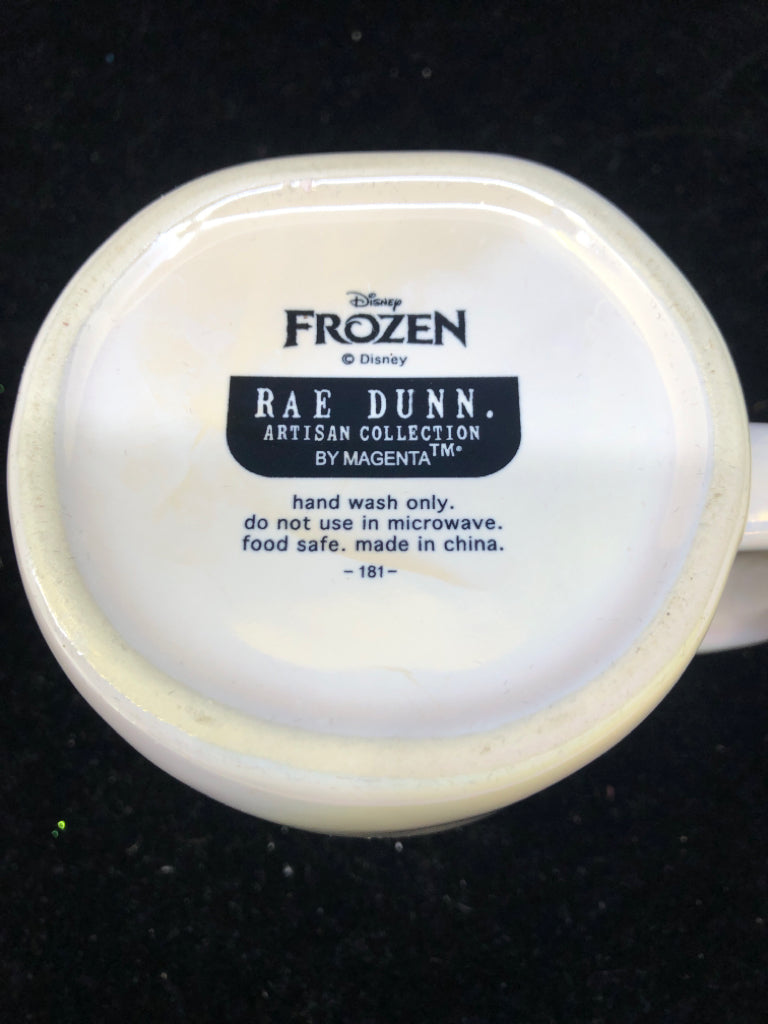 Disney
FROZEN
© Disney
RAE DUNN.
ARTISAN COLLECTION
BY MAGENTA™
hand wash only.
do not use in microwave.
food safe. made in china.
-181-